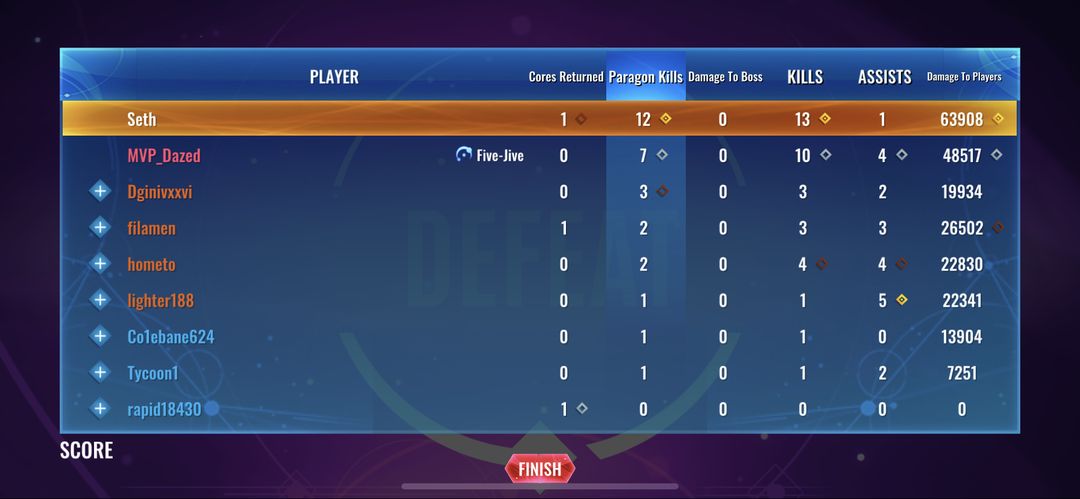 PLAYER Cores Returned Paragon Kills Damage To Boss KILLS ASSISTS Damage To Players
Seth 1 12 0 13 1 63908
MVP_Dazed Five-Jive 0 7 0 10 4 48517
Dginivxxvi 0 3 0 3 2 19934
filamen 1 2 0 3 3 26502
hometo 0 2 0 4 4 22830
lighter188 0 1 0 1 5 22341
Co1ebane624 0 1 0 1 0 13904
Tycoon1 0 1 0 1 2 7251
rapid18430 1 0 0 0 0 0
DEFEAT
SCORE
FINISH